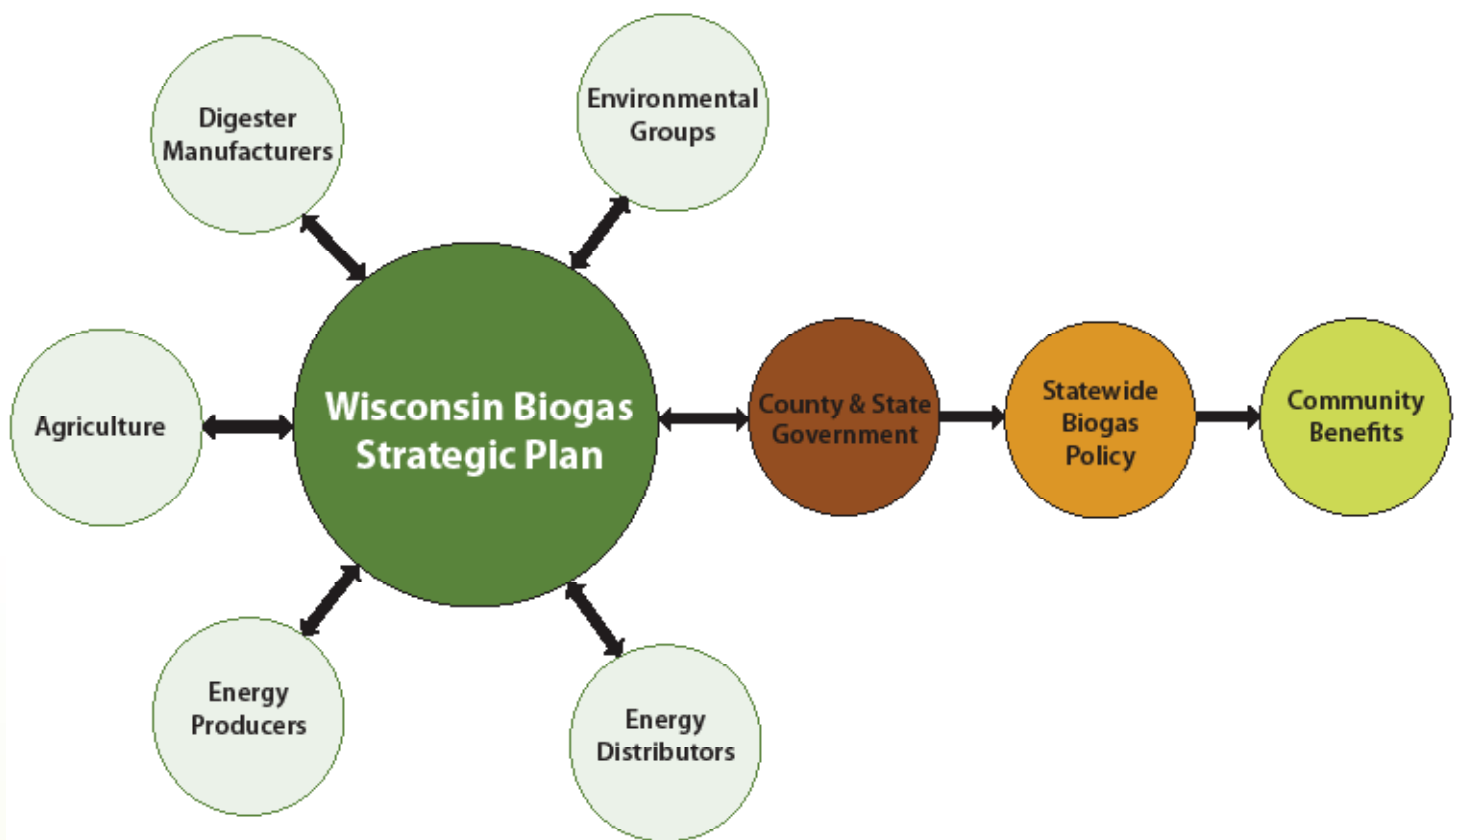 Digester
Manufacturers
Environmental
Groups
Agriculture
Wisconsin Biogas
Strategic Plan
County & State
Government
Statewide
Biogas
Policy
Community
Benefits
Energy
Producers
Energy
Distributors